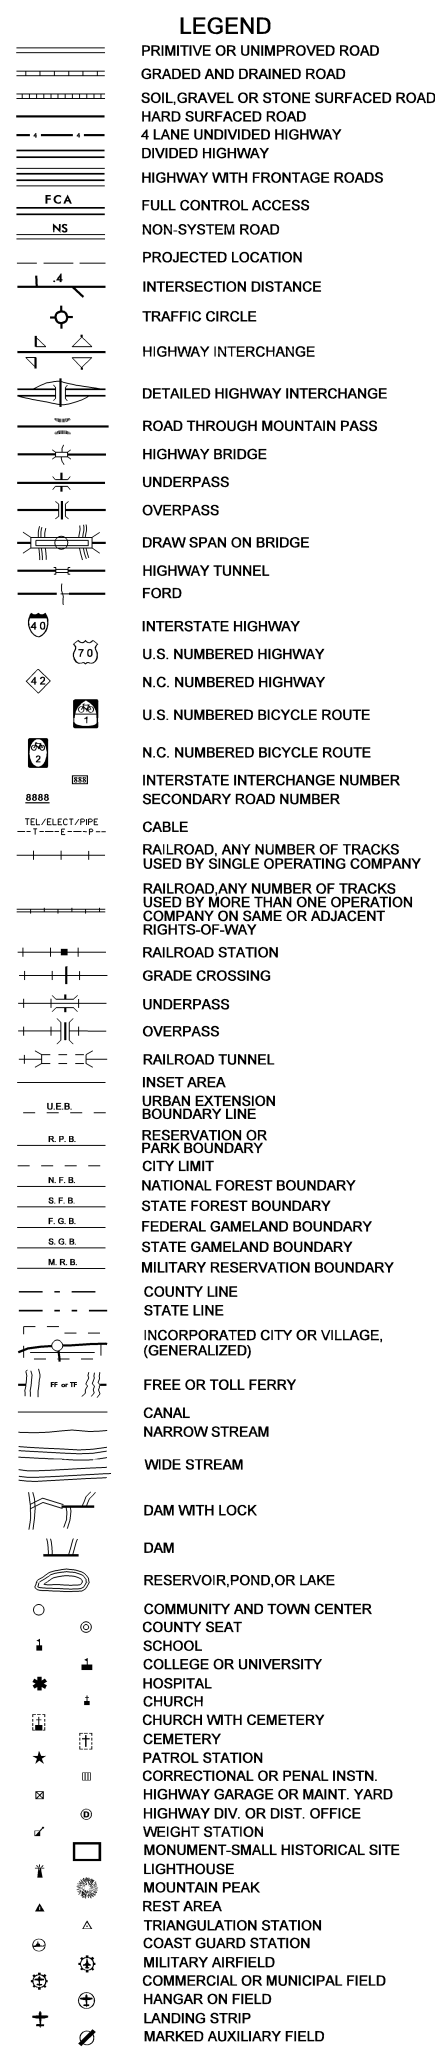 LEGEND
PRIMITIVE OR UNIMPROVED ROAD
GRADED AND DRAINED ROAD
SOIL,GRAVEL OR STONE SURFACED ROAD
HARD SURFACED ROAD
4 4 4 LANE UNDIVIDED HIGHWAY
DIVIDED HIGHWAY
HIGHWAY WITH FRONTAGE ROADS
FCA FULL CONTROL ACCESS
NS NON-SYSTEM ROAD
PROJECTED LOCATION
.4 INTERSECTION DISTANCE
TRAFFIC CIRCLE
HIGHWAY INTERCHANGE
DETAILED HIGHWAY INTERCHANGE
ROAD THROUGH MOUNTAIN PASS
HIGHWAY BRIDGE
UNDERPASS
OVERPASS
DRAW SPAN ON BRIDGE
HIGHWAY TUNNEL
FORD
40 INTERSTATE HIGHWAY
70 U.S. NUMBERED HIGHWAY
42 N.C. NUMBERED HIGHWAY
1 U.S. NUMBERED BICYCLE ROUTE
2 N.C. NUMBERED BICYCLE ROUTE
888 INTERSTATE INTERCHANGE NUMBER
8888 SECONDARY ROAD NUMBER
TEL/ELECT/PIPE
--T--E--P-- CABLE
RAILROAD, ANY NUMBER OF TRACKS
USED BY SINGLE OPERATING COMPANY
RAILROAD,ANY NUMBER OF TRACKS
USED BY MORE THAN ONE OPERATION
COMPANY ON SAME OR ADJACENT
RIGHTS-OF-WAY
RAILROAD STATION
GRADE CROSSING
UNDERPASS
OVERPASS
RAILROAD TUNNEL
INSET AREA
U.E.B. URBAN EXTENSION
BOUNDARY LINE
R. P. B. RESERVATION OR
PARK BOUNDARY
CITY LIMIT
N. F. B. NATIONAL FOREST BOUNDARY
S. F. B. STATE FOREST BOUNDARY
F. G. B. FEDERAL GAMELAND BOUNDARY
S. G. B. STATE GAMELAND BOUNDARY
M. R. B. MILITARY RESERVATION BOUNDARY
COUNTY LINE
STATE LINE
INCORPORATED CITY OR VILLAGE,
(GENERALIZED)
FF or TF FREE OR TOLL FERRY
CANAL
NARROW STREAM
WIDE STREAM
DAM WITH LOCK
DAM
RESERVOIR,POND,OR LAKE
COMMUNITY AND TOWN CENTER
COUNTY SEAT
SCHOOL
COLLEGE OR UNIVERSITY
HOSPITAL
CHURCH
CHURCH WITH CEMETERY
CEMETERY
PATROL STATION
CORRECTIONAL OR PENAL INSTN.
HIGHWAY GARAGE OR MAINT. YARD
D HIGHWAY DIV. OR DIST. OFFICE
WEIGHT STATION
MONUMENT-SMALL HISTORICAL SITE
LIGHTHOUSE
MOUNTAIN PEAK
REST AREA
TRIANGULATION STATION
COAST GUARD STATION
MILITARY AIRFIELD
COMMERCIAL OR MUNICIPAL FIELD
HANGAR ON FIELD
LANDING STRIP
MARKED AUXILIARY FIELD